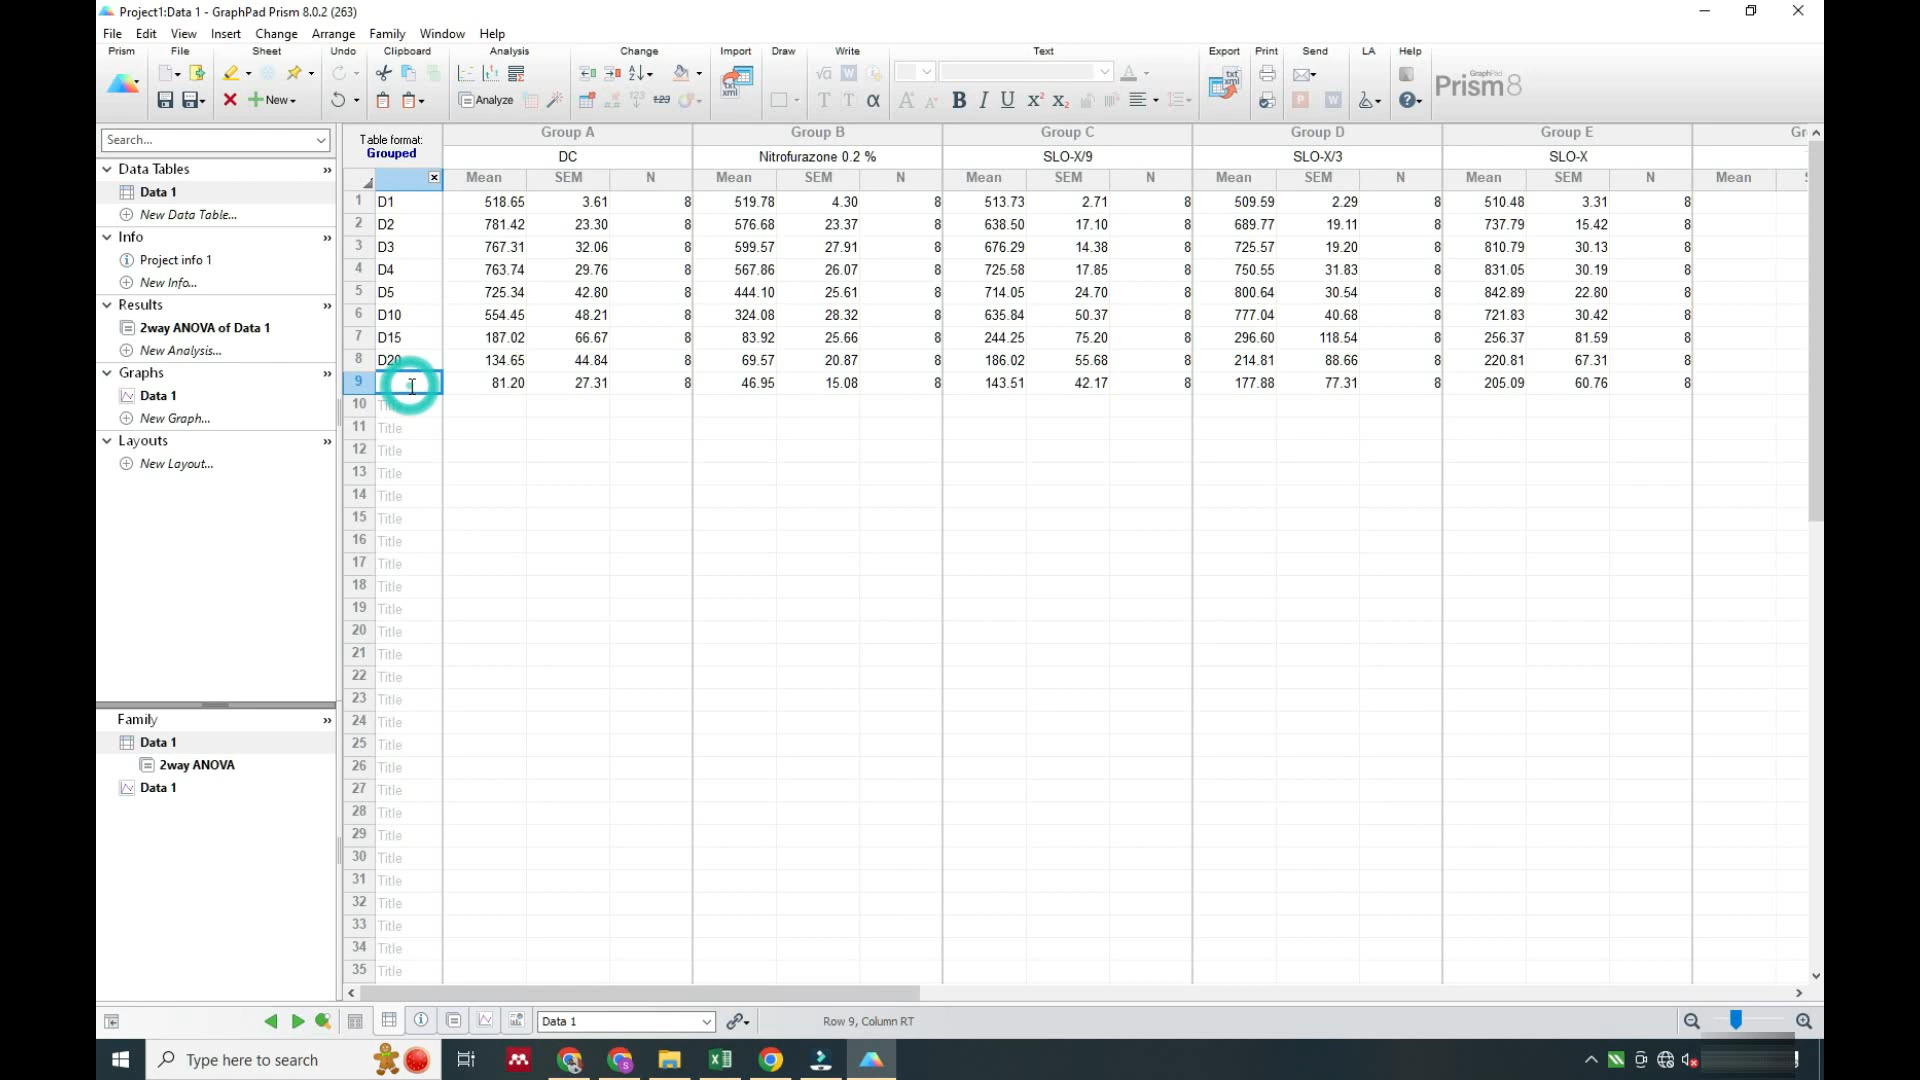 Project1:Data 1 - GraphPad Prism 8.0.2 (263)
File Edit View Insert Change Arrange Family Window Help
Prism File Sheet Undo Clipboard Analysis Change Import Draw Write Text Export Print Send LA Help
New Analyze
GraphPad Prism 8
Search...
Data Tables
Data 1
New Data Table...
Info
Project info 1
New Info...
Results
2way ANOVA of Data 1
New Analysis...
Graphs
Data 1
New Graph...
Layouts
New Layout...
Family
Data 1
2way ANOVA
Data 1
Table format: Grouped
Group A Group B Group C Group D Group E
DC Nitrofurazone 0.2 % SLO-X/9 SLO-X/3 SLO-X
Mean SEM N Mean SEM N Mean SEM N Mean SEM N Mean SEM N Mean
1 D1 518.65 3.61 8 519.78 4.30 8 513.73 2.71 8 509.59 2.29 8 510.48 3.31 8
2 D2 781.42 23.30 8 576.68 23.37 8 638.50 17.10 8 689.77 19.11 8 737.79 15.42 8
3 D3 767.31 32.06 8 599.57 27.91 8 676.29 14.38 8 725.57 19.20 8 810.79 30.13 8
4 D4 763.74 29.76 8 567.86 26.07 8 725.58 17.85 8 750.55 31.83 8 831.05 30.19 8
5 D5 725.34 42.80 8 444.10 25.61 8 714.05 24.70 8 800.64 30.54 8 842.89 22.80 8
6 D10 554.45 48.21 8 324.08 28.32 8 635.84 50.37 8 777.04 40.68 8 721.83 30.42 8
7 D15 187.02 66.67 8 83.92 25.66 8 244.25 75.20 8 296.60 118.54 8 256.37 81.59 8
8 D20 134.65 44.84 8 69.57 20.87 8 186.02 55.68 8 214.81 88.66 8 220.81 67.31 8
9 81.20 27.31 8 46.95 15.08 8 143.51 42.17 8 177.88 77.31 8 205.09 60.76 8
10 Title
11 Title
12 Title
13 Title
14 Title
15 Title
16 Title
17 Title
18 Title
19 Title
20 Title
21 Title
22 Title
23 Title
24 Title
25 Title
26 Title
27 Title
28 Title
29 Title
30 Title
31 Title
32 Title
33 Title
34 Title
35 Title
Data 1 Row 9, Column RT
Type here to search